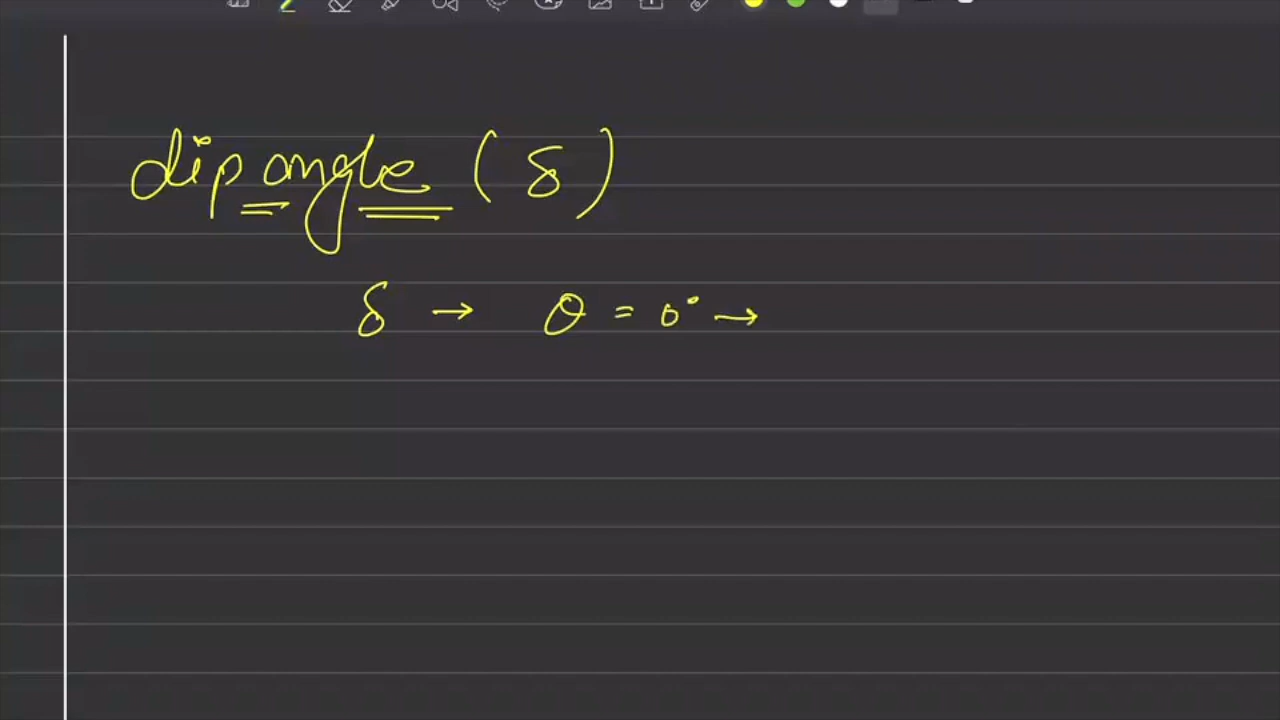 dip angle (δ)
δ → θ = 0° →